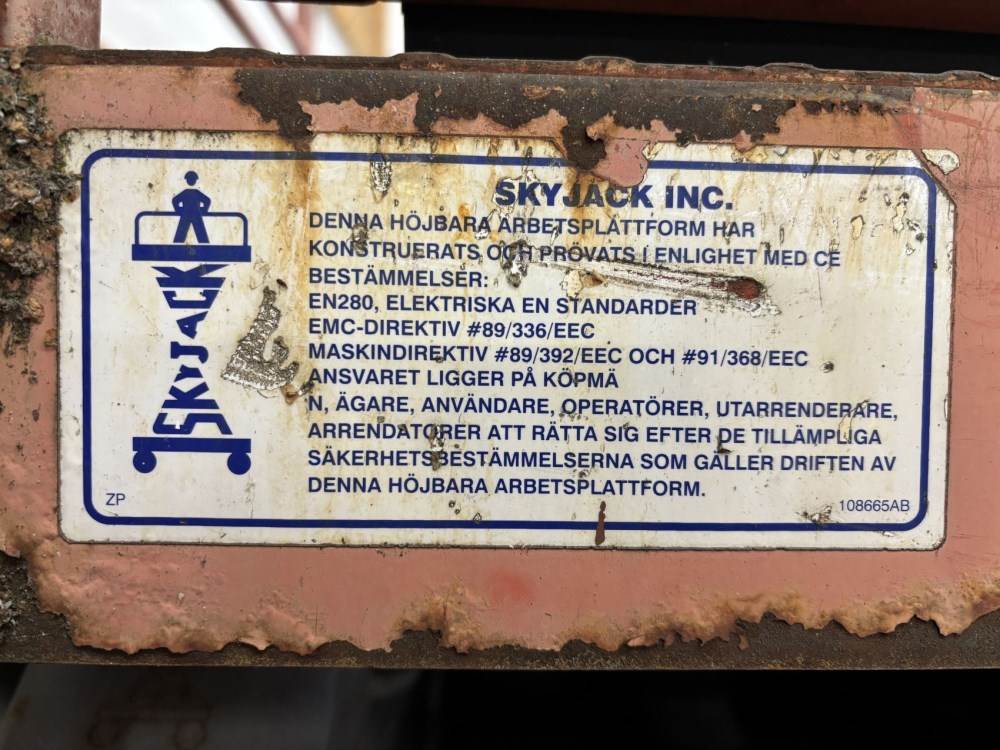 SKYJACK
SKYJACK INC.
DENNA HÖJBARA ARBETSPLATTFORM HAR
KONSTRUERATS OCH PRÖVATS I ENLIGHET MED CE
BESTÄMMELSER:
EN280, ELEKTRISKA EN STANDARDER
EMC-DIREKTIV #89/336/EEC
MASKINDIREKTIV #89/392/EEC OCH #91/368/EEC
ANSVARET LIGGER PÅ KÖPMÄ
N, ÄGARE, ANVÄNDARE, OPERATÖRER, UTARRENDERARE,
ARRENDATORER ATT RÄTTA SIG EFTER DE TILLÄMPLIGA
SÄKERHETSBESTÄMMELSERNA SOM GÄLLER DRIFTEN AV
DENNA HÖJBARA ARBETSPLATTFORM.
ZP
108665AB